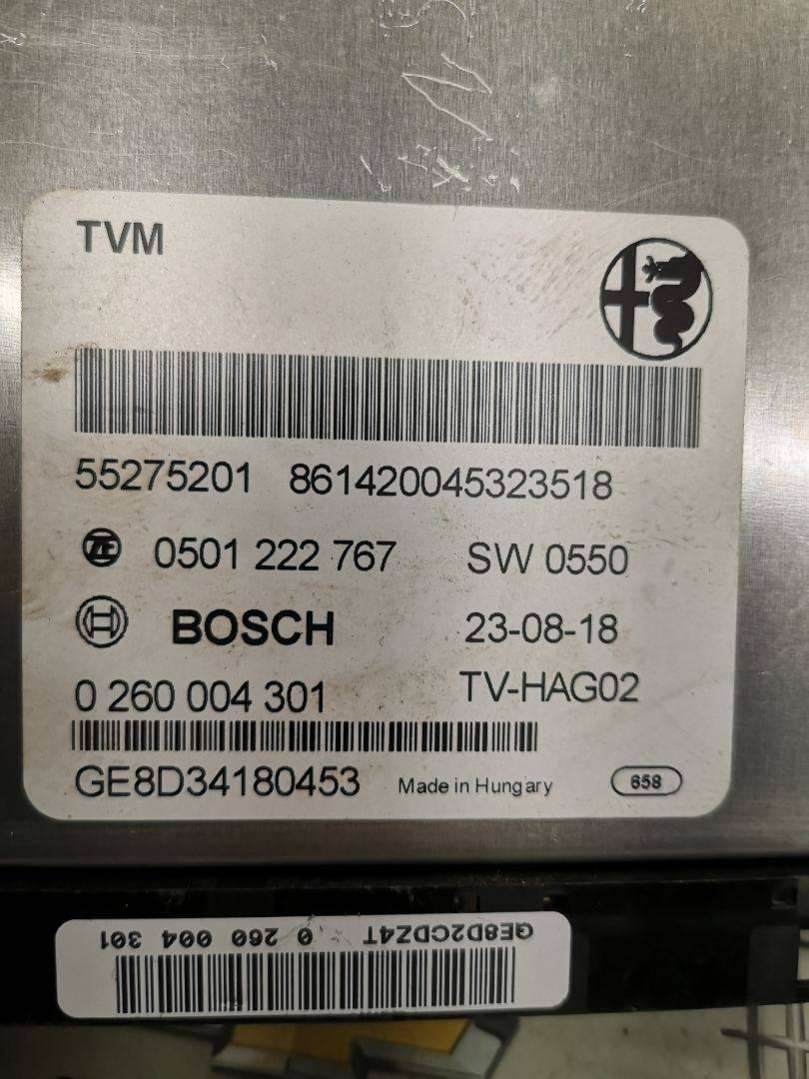 TVM
55275201 861420045323518
ZF 0501 222 767 SW 0550
BOSCH 23-08-18
0 260 004 301 TV-HAG02
GE8D34180453 Made in Hungary 658
GE8D2CDZ4T 0 260 004 301